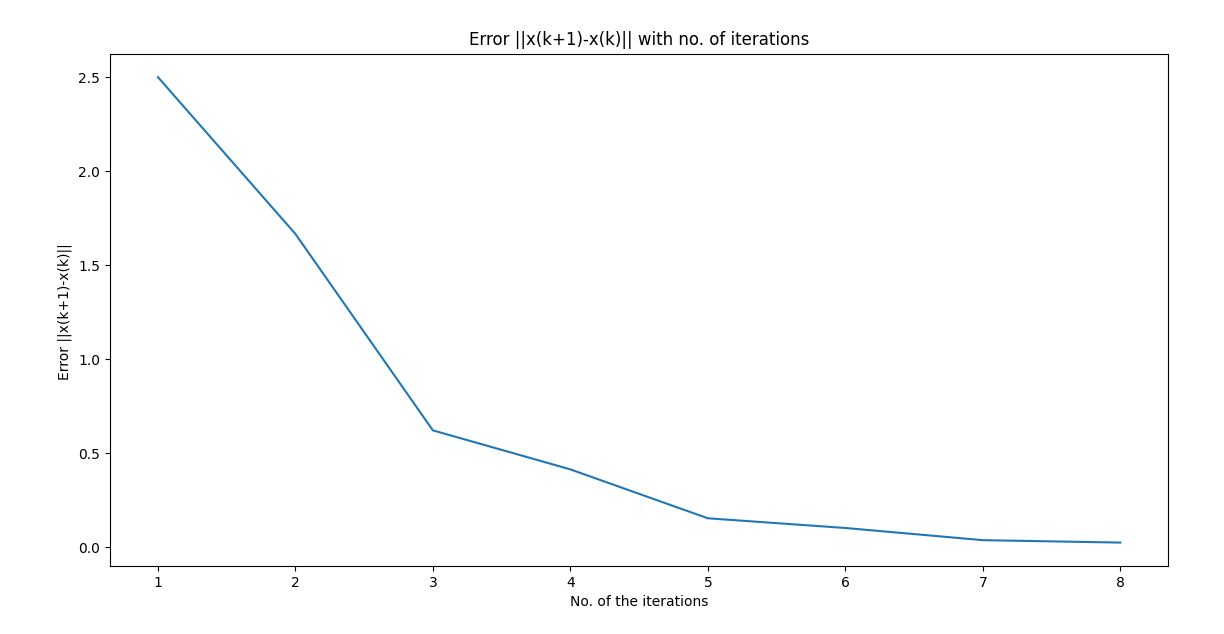 Error ||x(k+1)-x(k)|| with no. of iterations
Error ||x(k+1)-x(k)||
2.5
2.0
1.5
1.0
0.5
0.0
1 2 3 4 5 6 7 8
No. of the iterations